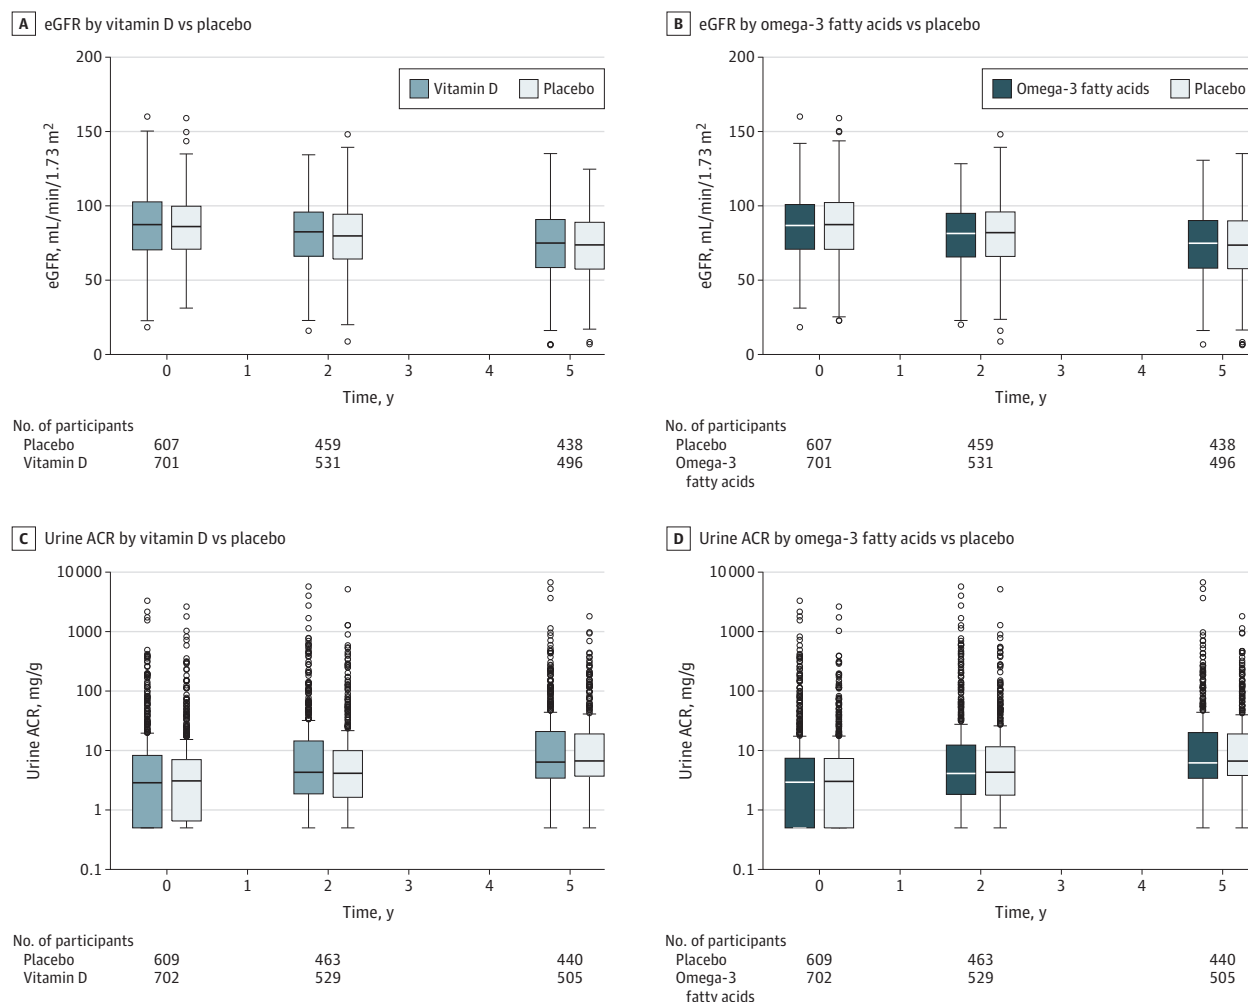 A eGFR by vitamin D vs placebo
200
150
100
50
0
eGFR, mL/min/1.73 m²
Vitamin D Placebo
0 1 2 3 4 5
Time, y
No. of participants
Placebo 607 459 438
Vitamin D 701 531 496
B eGFR by omega-3 fatty acids vs placebo
200
150
100
50
0
eGFR, mL/min/1.73 m²
Omega-3 fatty acids Placebo
0 1 2 3 4 5
Time, y
No. of participants
Placebo 607 459 438
Omega-3 701 531 496
fatty acids
C Urine ACR by vitamin D vs placebo
10 000
1000
100
10
1
0.1
Urine ACR, mg/g
0 1 2 3 4 5
Time, y
No. of participants
Placebo 609 463 440
Vitamin D 702 529 505
D Urine ACR by omega-3 fatty acids vs placebo
10 000
1000
100
10
1
0.1
Urine ACR, mg/g
0 1 2 3 4 5
Time, y
No. of participants
Placebo 609 463 440
Omega-3 702 529 505
fatty acids